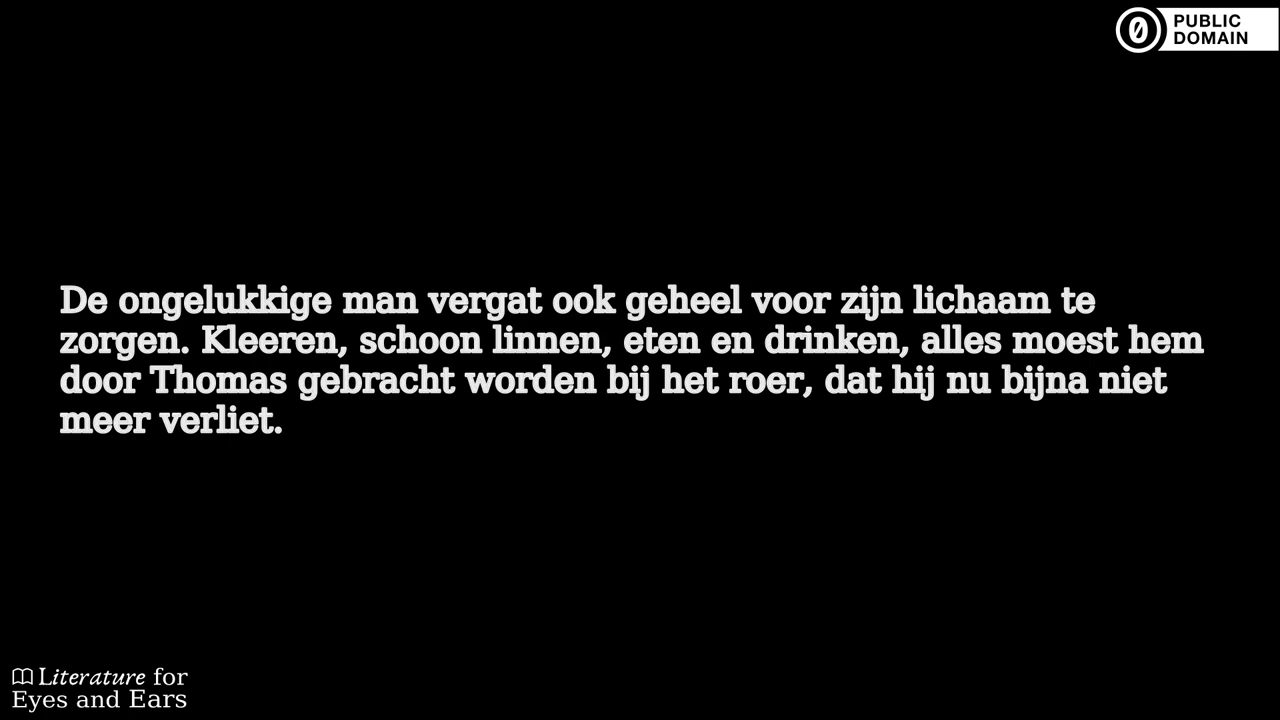 PUBLIC
DOMAIN
De ongelukkige man vergat ook geheel voor zijn lichaam te
zorgen. Kleeren, schoon linnen, eten en drinken, alles moest hem
door Thomas gebracht worden bij het roer, dat hij nu bijna niet
meer verliet.
Literature for
Eyes and Ears